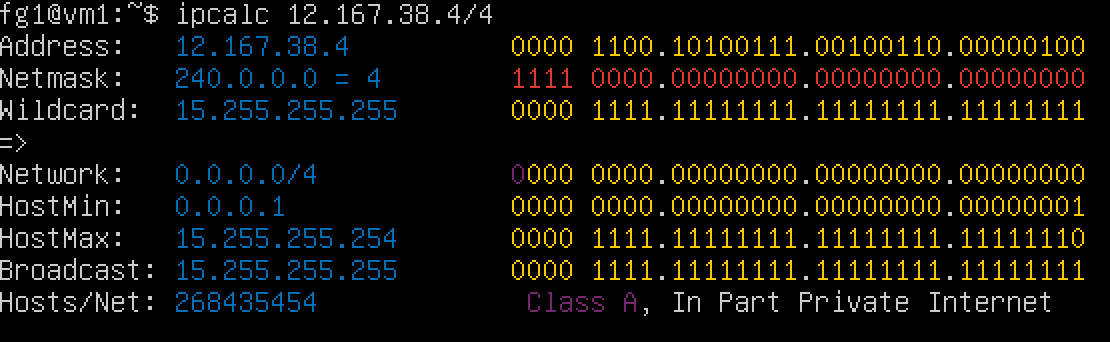 fg1@vm1:~$ ipcalc 12.167.38.4/4
Address:   12.167.38.4          0000 1100.10100111.00100110.00000100
Netmask:   240.0.0.0 = 4        1111 0000.00000000.00000000.00000000
Wildcard:  15.255.255.255       0000 1111.11111111.11111111.11111111
=>
Network:   0.0.0.0/4            0000 0000.00000000.00000000.00000000
HostMin:   0.0.0.1              0000 0000.00000000.00000000.00000001
HostMax:   15.255.255.254       0000 1111.11111111.11111111.11111110
Broadcast: 15.255.255.255       0000 1111.11111111.11111111.11111111
Hosts/Net: 268435454             Class A, In Part Private Internet